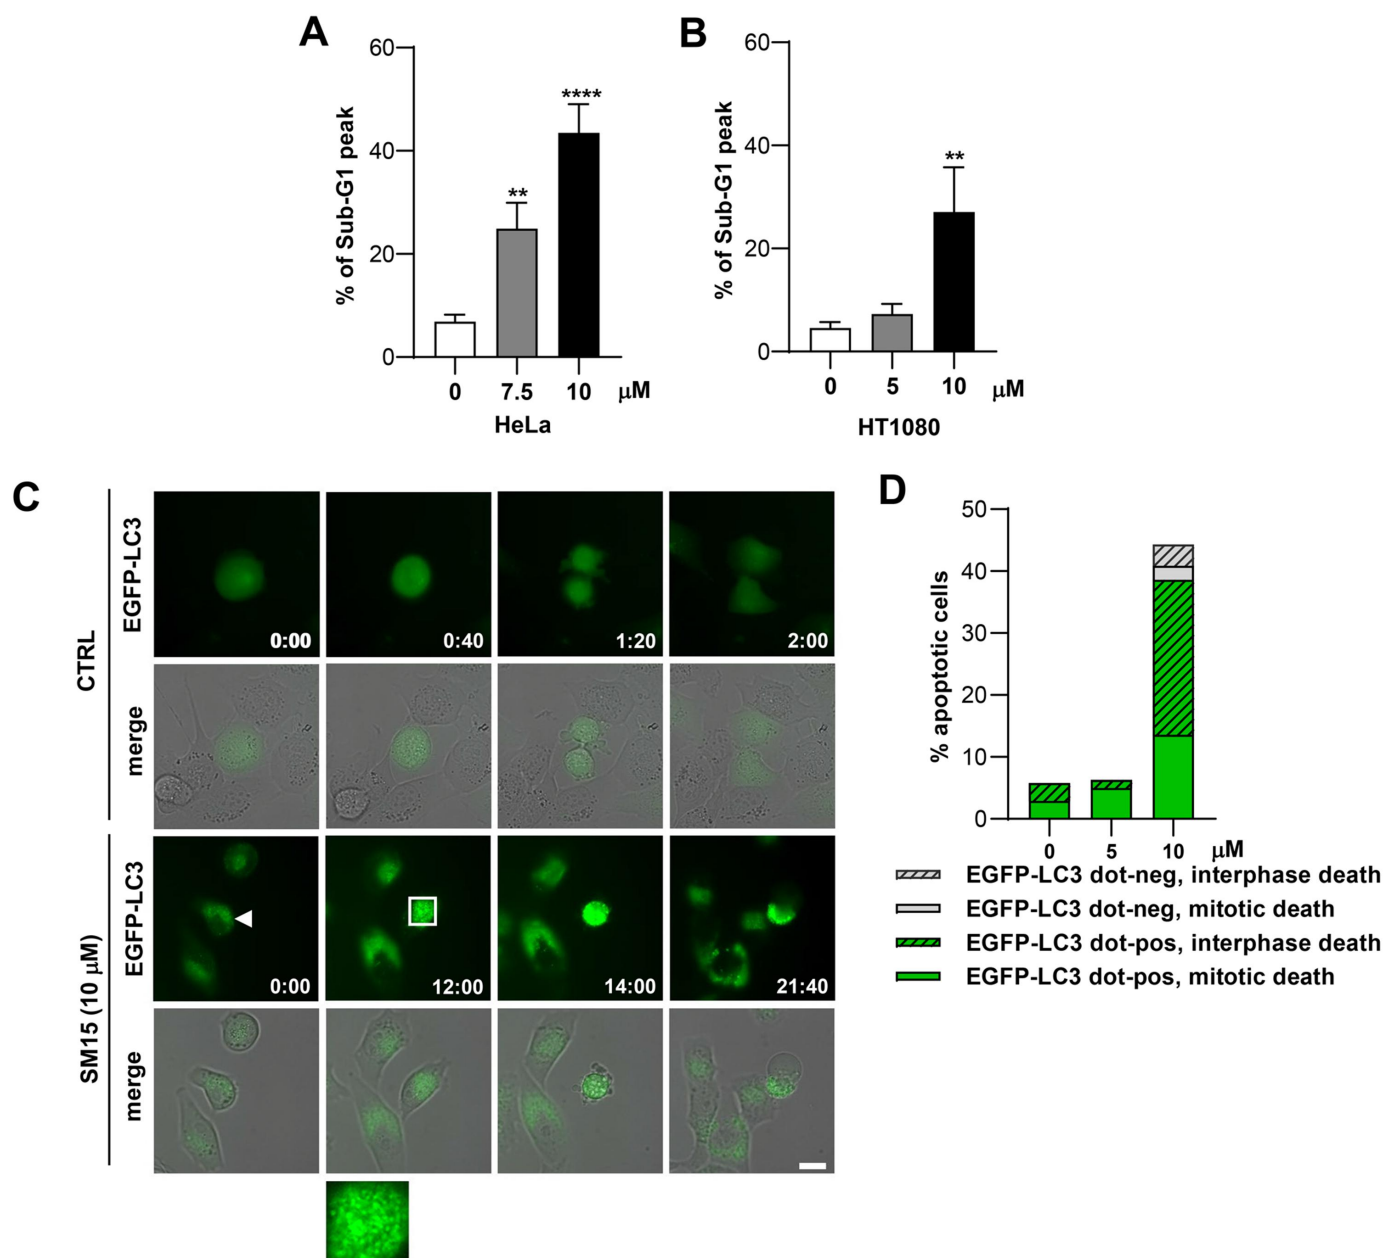 A
60
40
20
0
% of Sub-G1 peak
**
****
0 7.5 10 μM
HeLa
B
60
40
20
0
% of Sub-G1 peak
**
0 5 10 μM
HT1080
C
CTRL
EGFP-LC3
0:00 0:40 1:20 2:00
merge
SM15 (10 μM)
EGFP-LC3
0:00 12:00 14:00 21:40
merge
D
50
40
30
20
10
0
% apoptotic cells
0 5 10 μM
EGFP-LC3 dot-neg, interphase death
EGFP-LC3 dot-neg, mitotic death
EGFP-LC3 dot-pos, interphase death
EGFP-LC3 dot-pos, mitotic death